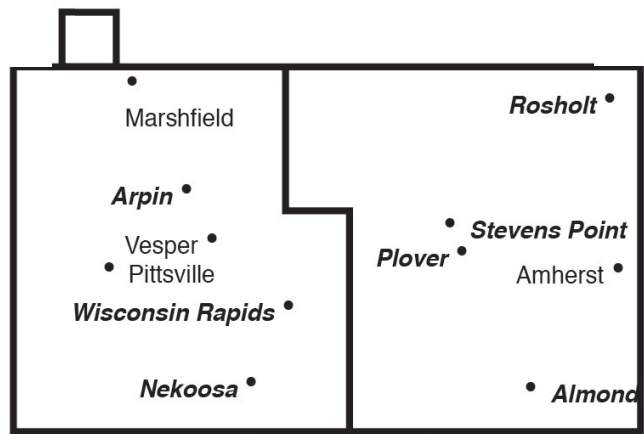 Marshfield
Rosholt
Arpin
Stevens Point
Vesper
Plover
Pittsville
Amherst
Wisconsin Rapids
Nekoosa
Almond